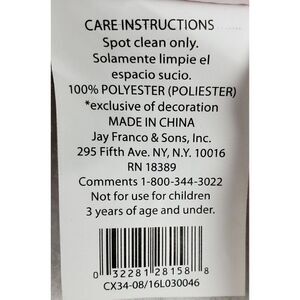 CARE INSTRUCTIONS
Spot clean only.
Solamente limpie el
espacio sucio.
100% POLYESTER (POLIESTER)
*exclusive of decoration
MADE IN CHINA
Jay Franco & Sons, Inc.
295 Fifth Ave. NY, N.Y. 10016
RN 18389
Comments 1-800-344-3022
Not for use for children
3 years of age and under.
0 32281 28158 8
CX34-08/16L030046